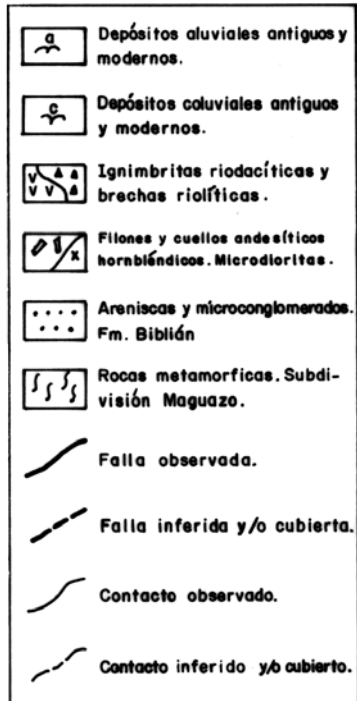 a
Depósitos aluviales antiguos y
modernos.
c
Depósitos coluviales antiguos
y modernos.
Ignimbritas riodacíticas y
brechas riolíticas.
Filones y cuellos andesíticos
x
hornbléndicos. Microdioritas.
Areniscas y microconglomerados.
Fm. Biblián
Rocas metamorficas. Subdi-
visión Maguazo.
Falla observada.
Falla inferida y/o cubierta.
Contacto observado.
Contacto inferido y/o cubierto.